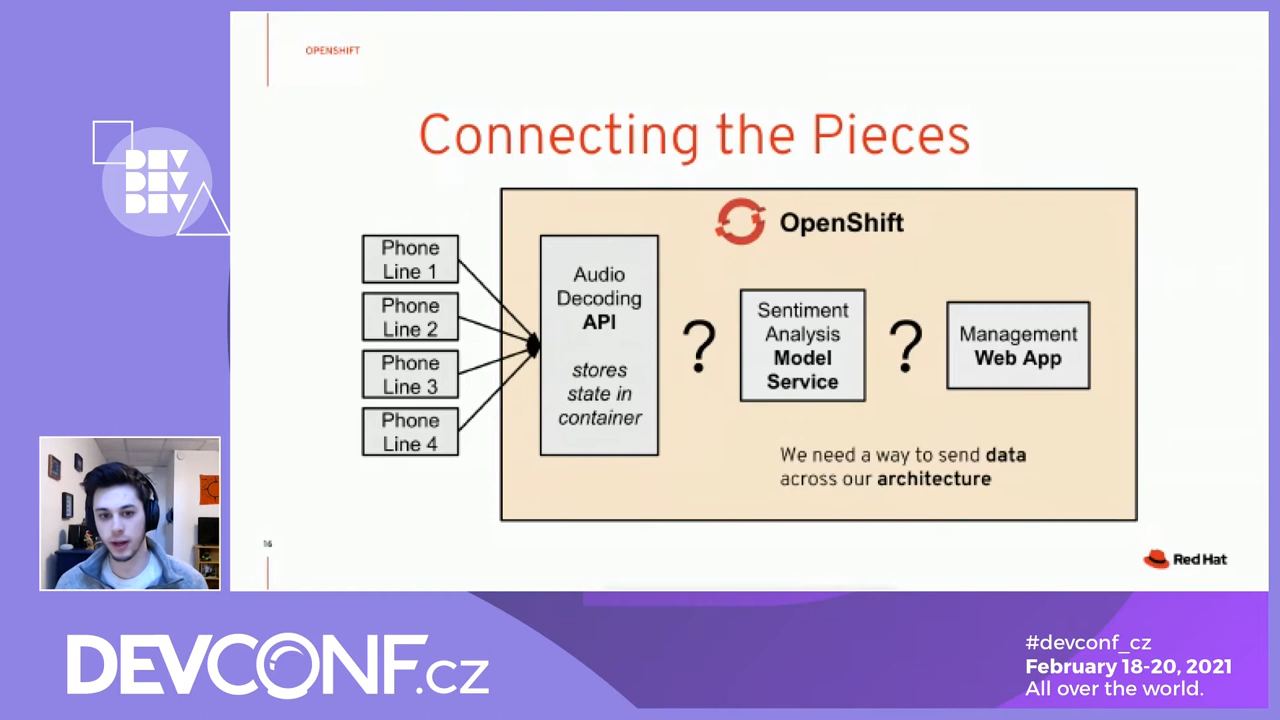 OPENSHIFT
Connecting the Pieces
OpenShift
Phone
Line 1
Phone
Line 2
Phone
Line 3
Phone
Line 4
Audio
Decoding
API
stores
state in
container
?
Sentiment
Analysis
Model
Service
?
Management
Web App
We need a way to send data
across our architecture
16
Red Hat
DEV
DEV
DEV
DEVCONF.cz
#devconf_cz
February 18-20, 2021
All over the world.